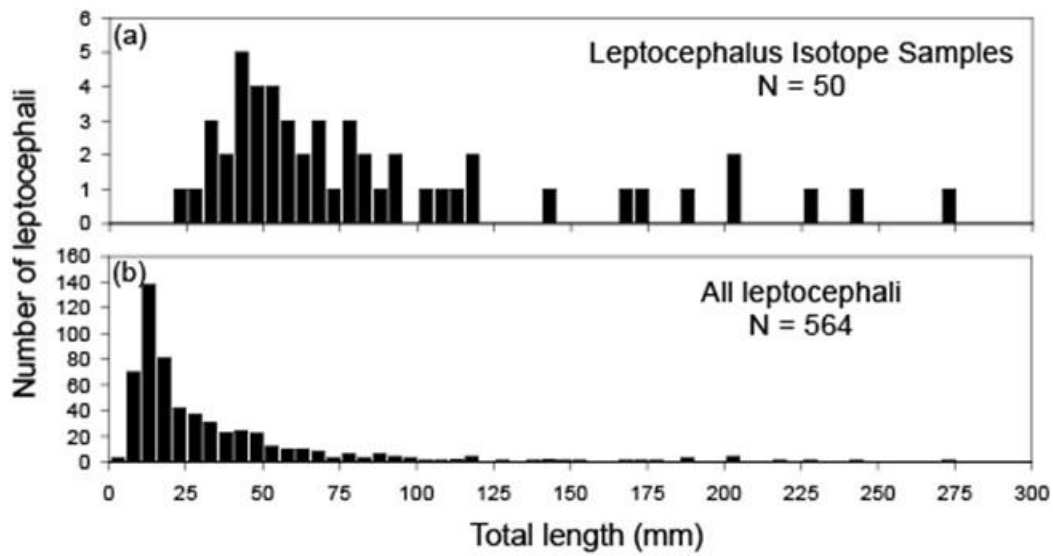 (a)
Leptocephalus Isotope Samples
N = 50
6
5
4
3
2
1
0
Number of leptocephali
(b)
All leptocephali
N = 564
160
140
120
100
80
60
40
20
0
0 25 50 75 100 125 150 175 200 225 250 275 300
Total length (mm)